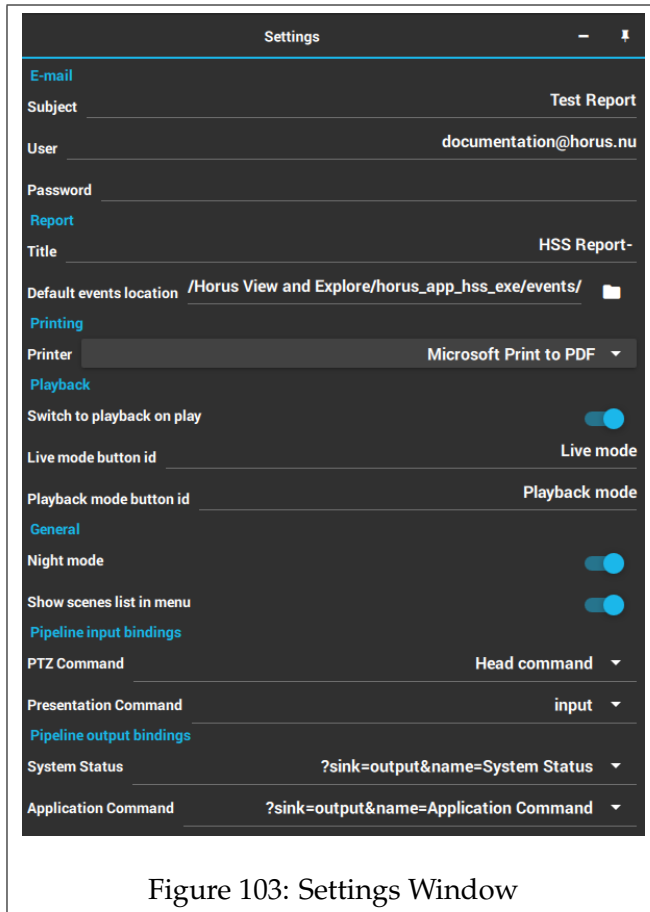 Settings
E-mail
Subject Test Report
User documentation@horus.nu
Password
Report
Title HSS Report-
Default events location /Horus View and Explore/horus_app_hss_exe/events/
Printing
Printer Microsoft Print to PDF
Playback
Switch to playback on play
Live mode button id Live mode
Playback mode button id Playback mode
General
Night mode
Show scenes list in menu
Pipeline input bindings
PTZ Command Head command
Presentation Command input
Pipeline output bindings
System Status ?sink=output&name=System Status
Application Command ?sink=output&name=Application Command
Figure 103: Settings Window